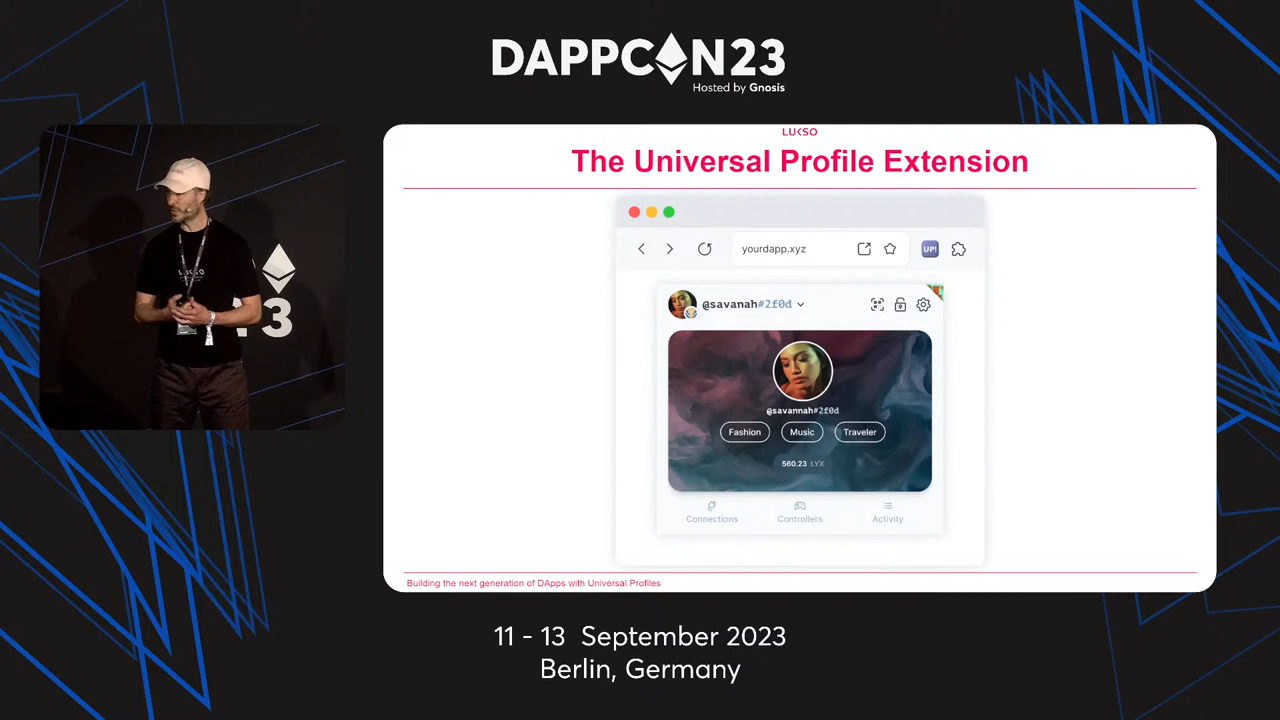 DAPPCON23
Hosted by Gnosis
LUKSO
The Universal Profile Extension
yourdapp.xyz
UP!
@savanah#2f0d
@savannah#2f0d
Fashion
Music
Traveler
560.23 LYX
Connections
Controllers
Activity
Building the next generation of DApps with Universal Profiles
LUKSO
3
11 - 13 September 2023
Berlin, Germany